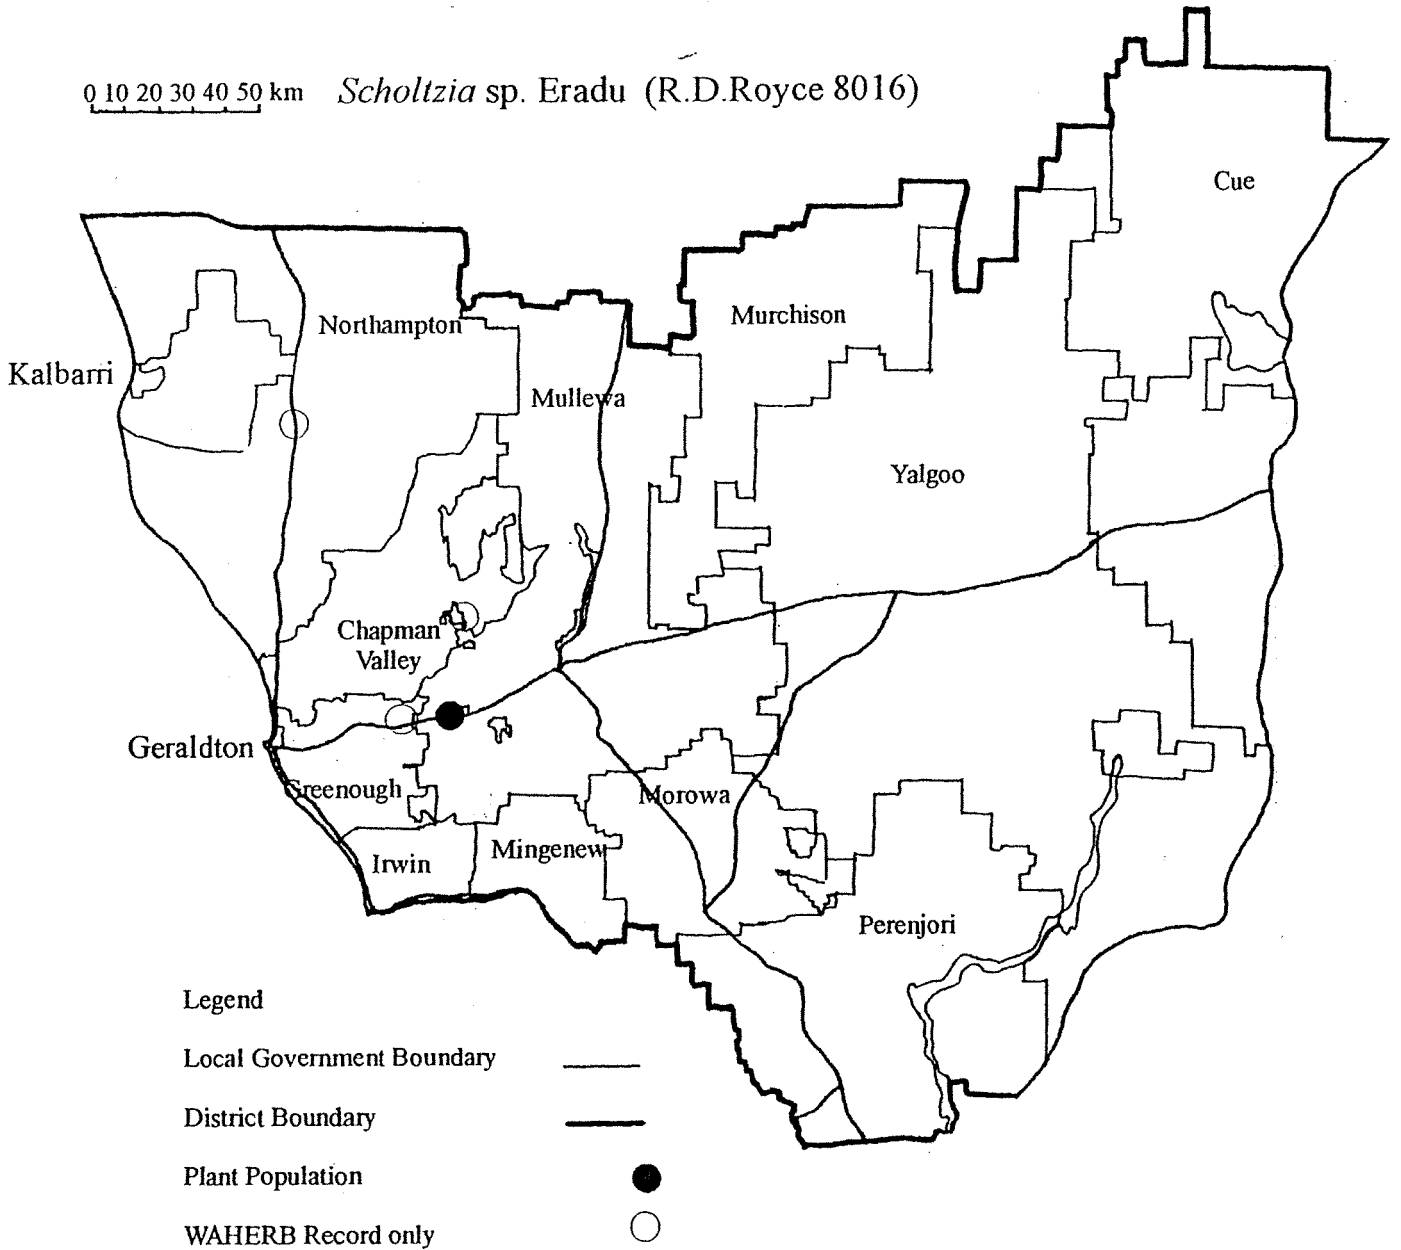 0 10 20 30 40 50 km
Scholtzia sp. Eradu (R.D.Royce 8016)
Cue
Northampton
Murchison
Kalbarri
Mullewa
Yalgoo
Chapman
Valley
Geraldton
Greenough
Morowa
Irwin
Mingenew
Perenjori
Legend
Local Government Boundary
District Boundary
Plant Population
WAHERB Record only